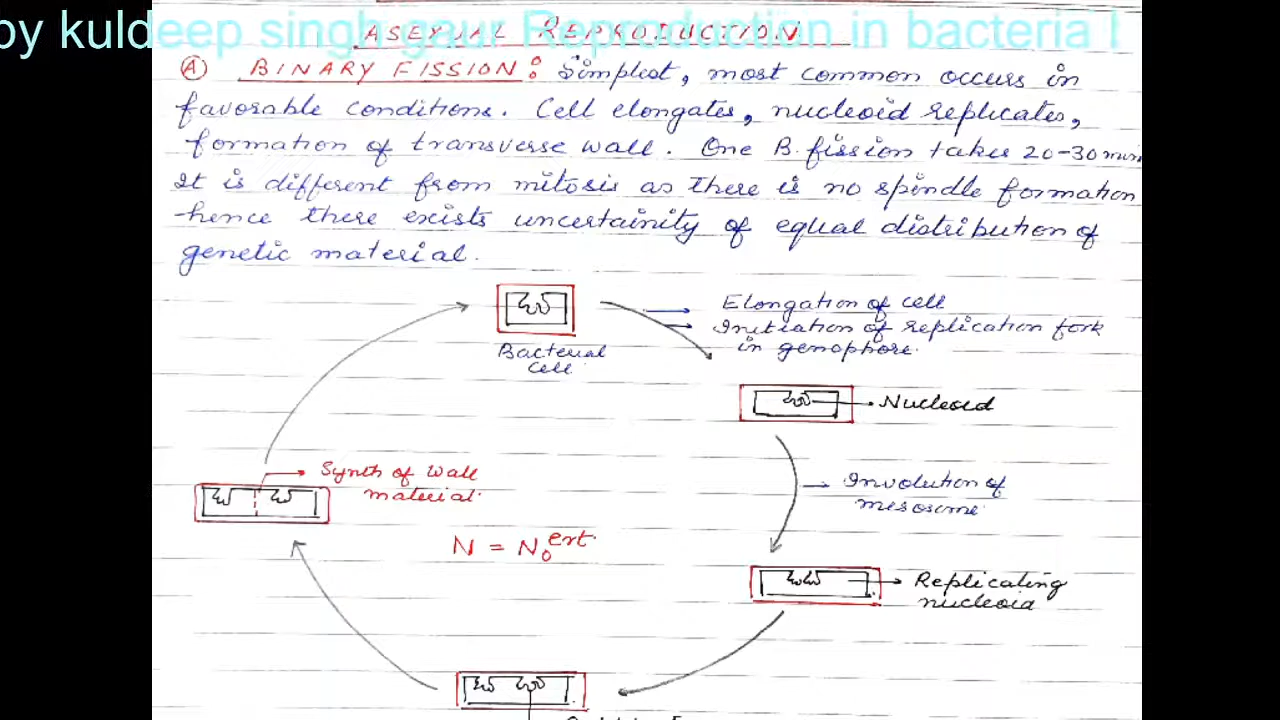 by kuldeep singh gaur Reproduction in bacteria I
ASEXUAL REPRODUCTION
(A) BINARY FISSION: Simplest, most common occurs in
favorable conditions. Cell elongates, nucleoid replicates,
formation of transverse wall. One B. fission takes 20-30 min
It is different from mitosis as there is no spindle formation
hence there exists uncertainity of equal distribution of
genetic material.
Bacterial
cell
Elongation of cell
Initiation of replication fork
in genophore.
Nucleoid
Involution of
mesosome
Replicating
nucleoid
Synth of wall
material
N = N₀ᵉʳᵗ